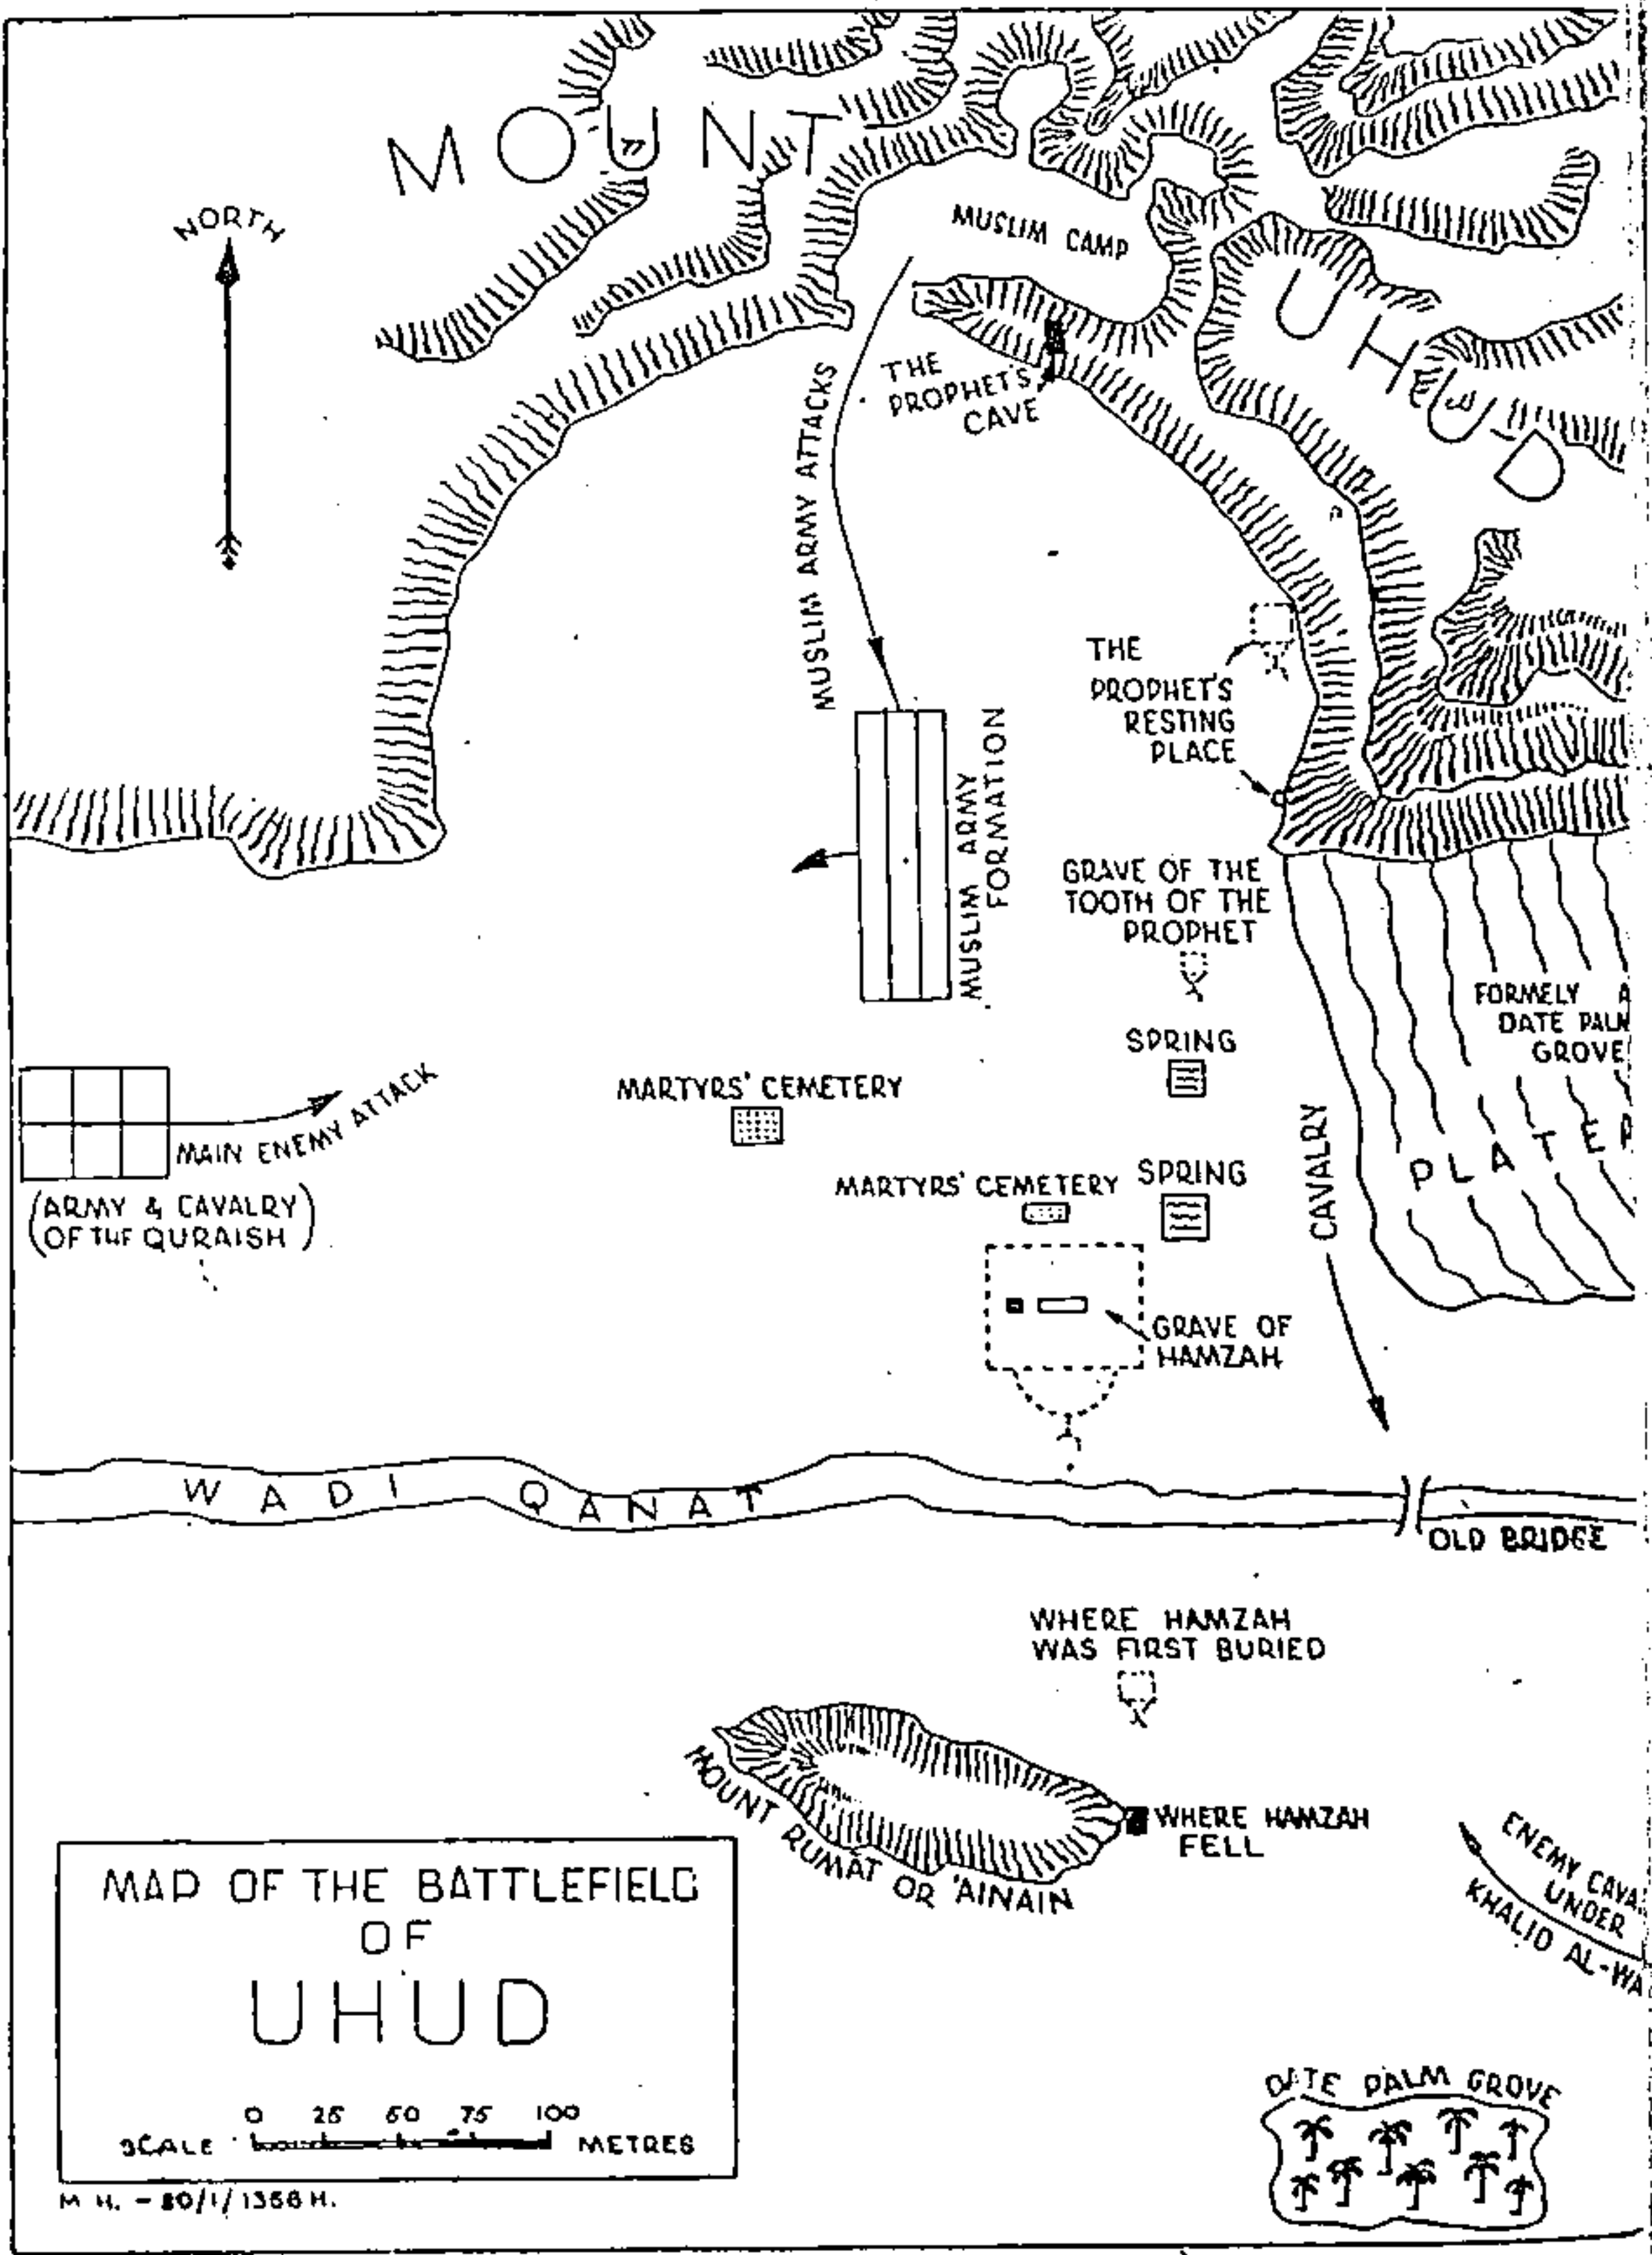 MOUNT
NORTH
MUSLIM CAMP
UHUD
THE
PROPHET'S
CAVE
MUSLIM ARMY ATTACKS
THE
PROPHET'S
RESTING
PLACE
MUSLIM ARMY
FORMATION
GRAVE OF THE
TOOTH OF THE
PROPHET
FORMELY A
DATE PALM
GROVE
SPRING
MARTYRS' CEMETERY
MAIN ENEMY ATTACK
(ARMY & CAVALRY
OF THE QURAISH)
CAVALRY
PLATE
MARTYRS' CEMETERY
SPRING
GRAVE OF
HAMZAH
WADI QANAT
OLD BRIDGE
WHERE HAMZAH
WAS FIRST BURIED
MOUNT RUMAT OR 'AINAIN
WHERE HAMZAH
FELL
ENEMY CAVA
UNDER
KHALID AL-WA
MAP OF THE BATTLEFIELD
OF
UHUD
0 25 50 75 100
SCALE METRES
DATE PALM GROVE
M H. -